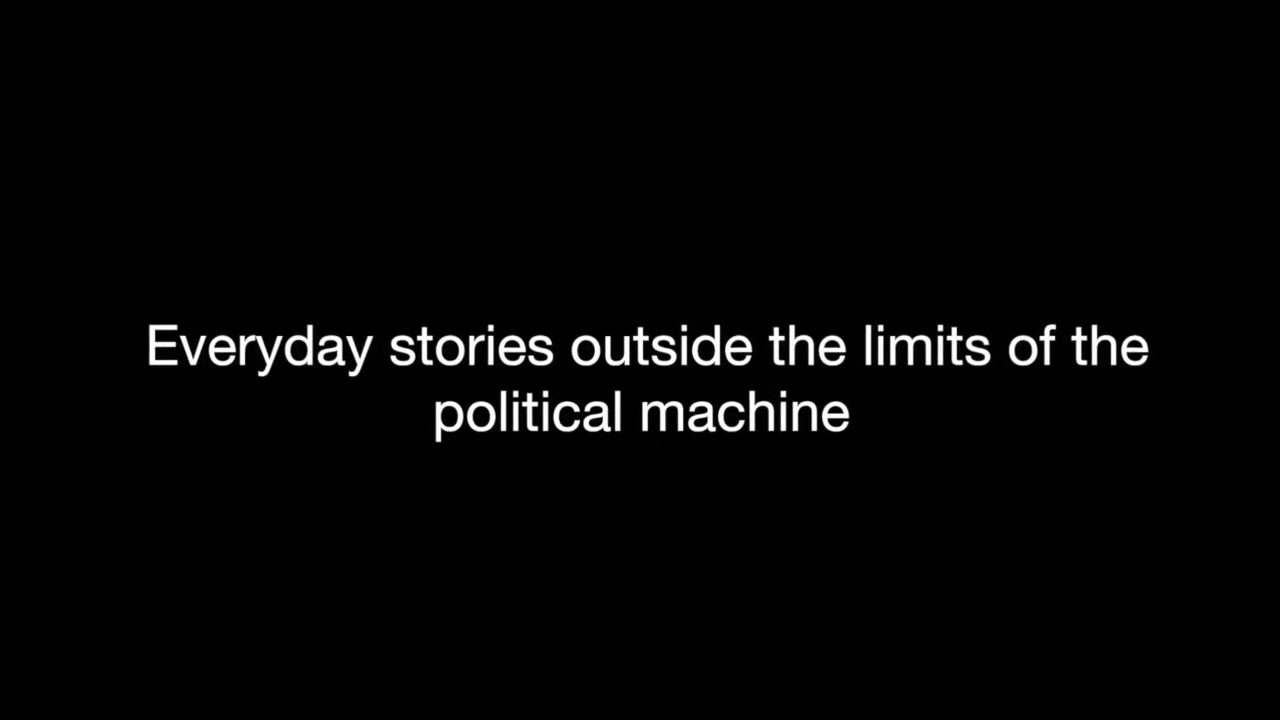 Everyday stories outside the limits of the
political machine